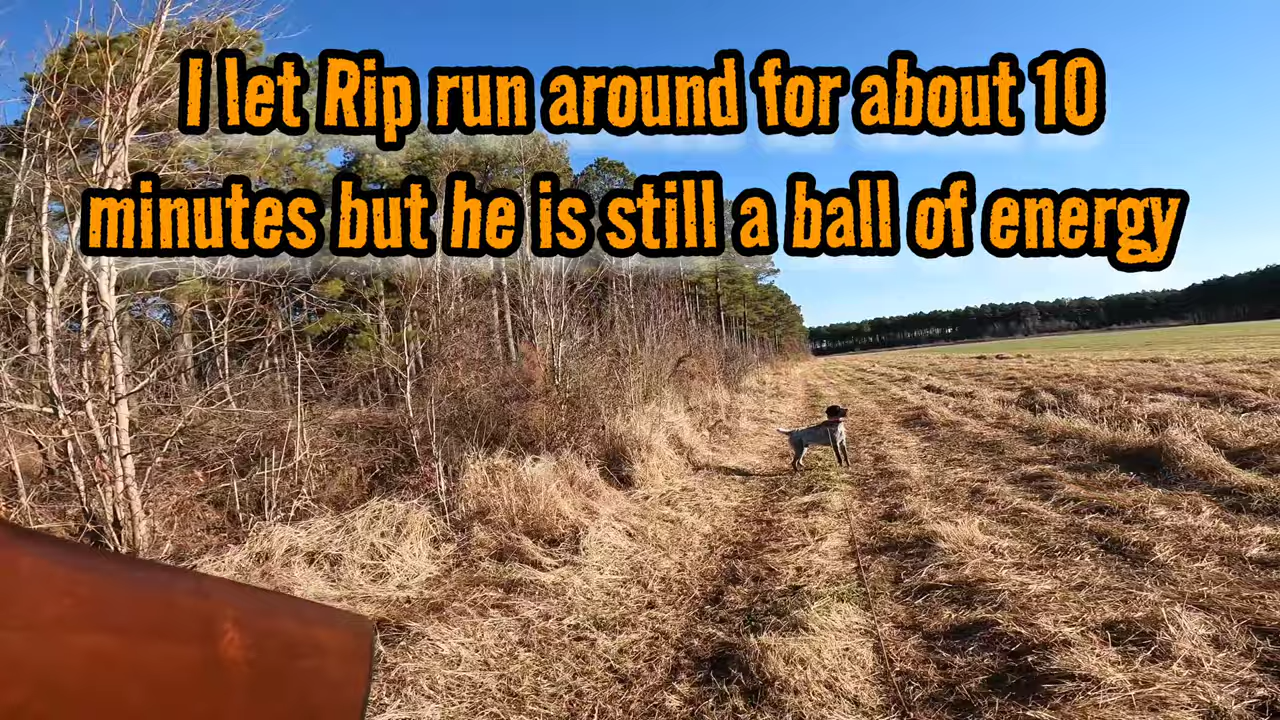 I let Rip run around for about 10
minutes but he is still a ball of energy